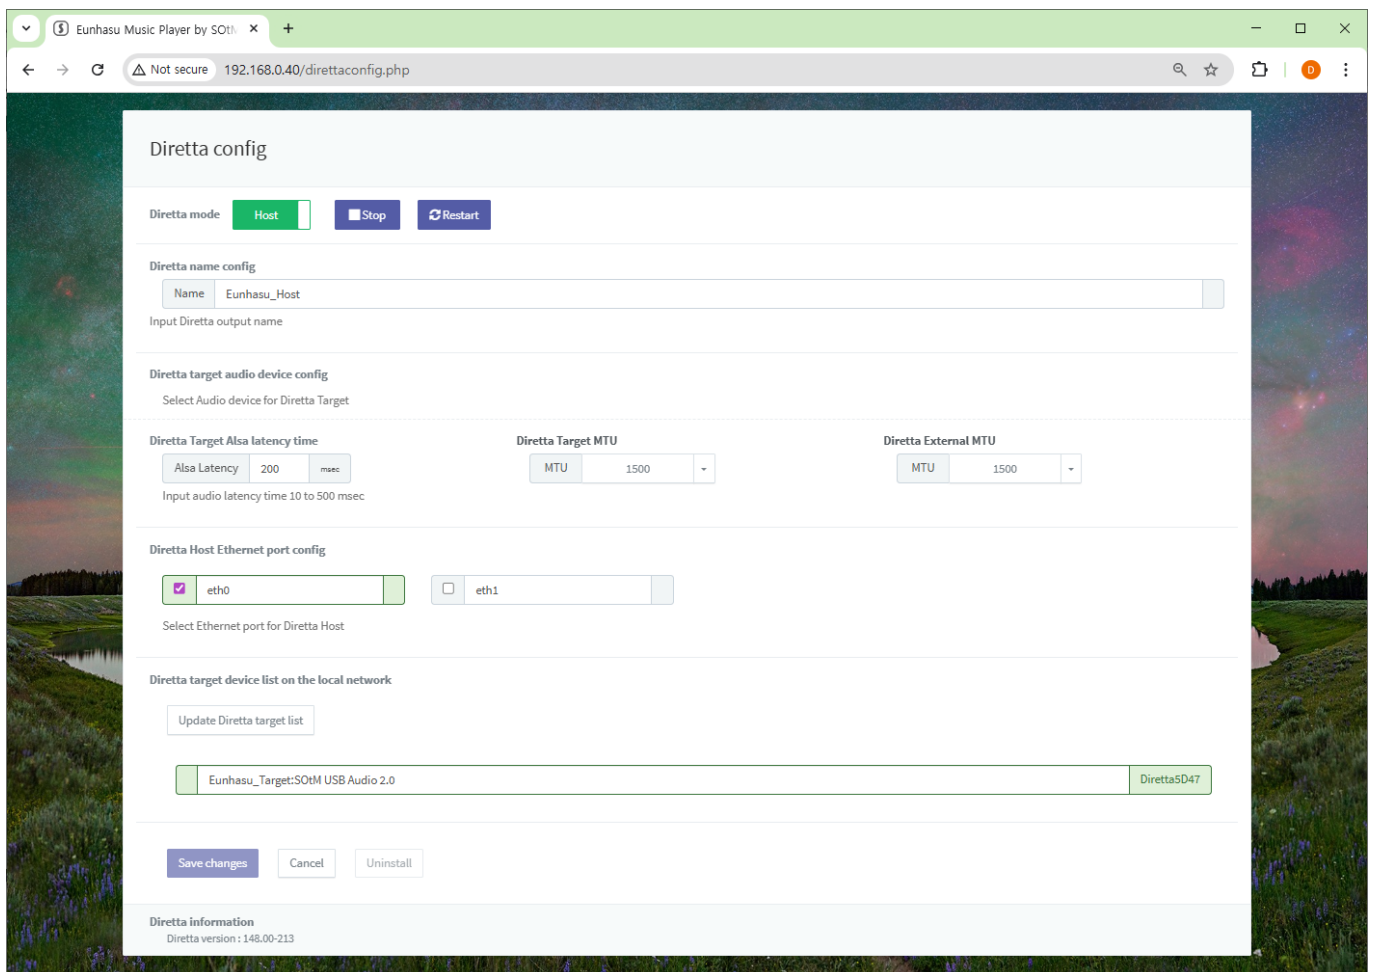 Eunhasu Music Player by SOtM
Not secure 192.168.0.40/direttaconfig.php
D
Diretta config
Diretta mode Host Stop Restart
Diretta name config
Name Eunhasu_Host
Input Diretta output name
Diretta target audio device config
Select Audio device for Diretta Target
Diretta Target Alsa latency time Diretta Target MTU Diretta External MTU
Alsa Latency 200 msec MTU 1500 MTU 1500
Input audio latency time 10 to 500 msec
Diretta Host Ethernet port config
eth0 eth1
Select Ethernet port for Diretta Host
Diretta target device list on the local network
Update Diretta target list
Eunhasu_Target:SOtM USB Audio 2.0 Diretta5D47
Save changes Cancel Uninstall
Diretta information
Diretta version : 148.00-213